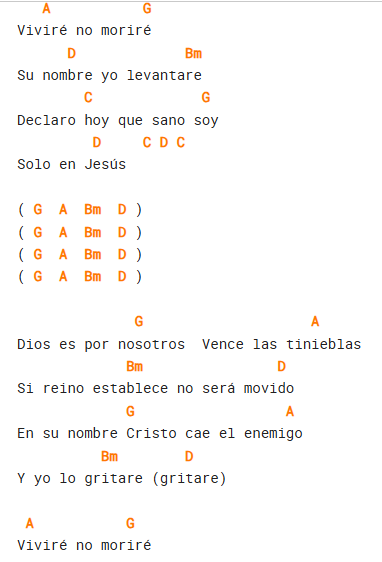 A G
Viviré no moriré
D Bm
Su nombre yo levantare
C G
Declaro hoy que sano soy
D C D C
Solo en Jesús
( G A Bm D )
( G A Bm D )
( G A Bm D )
( G A Bm D )
G A
Dios es por nosotros Vence las tinieblas
Bm D
Si reino establece no será movido
G A
En su nombre Cristo cae el enemigo
Bm D
Y yo lo gritare (gritare)
A G
Viviré no moriré